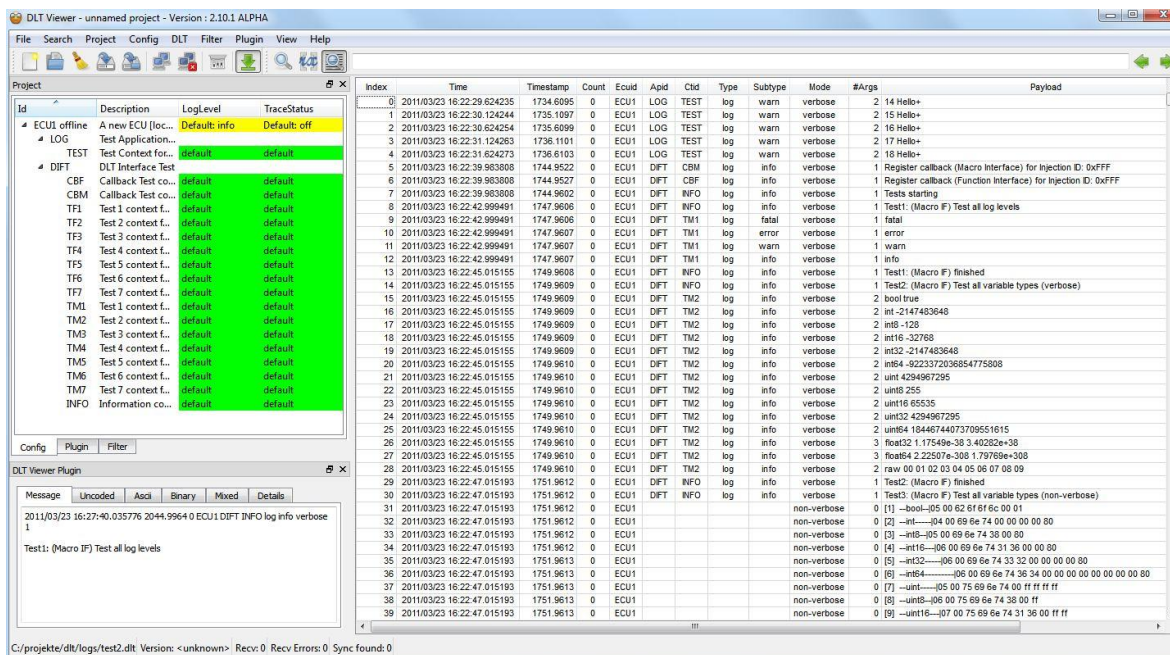 DLT Viewer - unnamed project - Version : 2.10.1 ALPHA
File Search Project Config DLT Filter Plugin View Help
Project
Id Description LogLevel TraceStatus
ECU1 offline A new ECU [loc... Default: info Default: off
LOG Test Application...
TEST Test Context for... default default
DIFT DLT Interface Test
CBF Callback Test co... default default
CBM Callback Test co... default default
TF1 Test 1 context f... default default
TF2 Test 2 context f... default default
TF3 Test 3 context f... default default
TF4 Test 4 context f... default default
TF5 Test 5 context f... default default
TF6 Test 6 context f... default default
TF7 Test 7 context f... default default
TM1 Test 1 context f... default default
TM2 Test 2 context f... default default
TM3 Test 3 context f... default default
TM4 Test 4 context f... default default
TM5 Test 5 context f... default default
TM6 Test 6 context f... default default
TM7 Test 7 context f... default default
INFO Information co... default default
Config Plugin Filter
DLT Viewer Plugin
Message Uncoded Ascii Binary Mixed Details
2011/03/23 16:27:40.035776 2044.9964 0 ECU1 DIFT INFO log info verbose
1
Test1: (Macro IF) Test all log levels
Index Time Timestamp Count Ecuid Apid Ctid Type Subtype Mode #Args Payload
0 2011/03/23 16:22:29.624235 1734.6095 0 ECU1 LOG TEST log warn verbose 2 14 Hello+
1 2011/03/23 16:22:30.124244 1735.1097 0 ECU1 LOG TEST log warn verbose 2 15 Hello+
2 2011/03/23 16:22:30.624254 1735.6099 0 ECU1 LOG TEST log warn verbose 2 16 Hello+
3 2011/03/23 16:22:31.124263 1736.1101 0 ECU1 LOG TEST log warn verbose 2 17 Hello+
4 2011/03/23 16:22:31.624273 1736.6103 0 ECU1 LOG TEST log warn verbose 2 18 Hello+
5 2011/03/23 16:22:39.983808 1744.9522 0 ECU1 DIFT CBM log info verbose 1 Register callback (Macro Interface) for Injection ID: 0xFFF
6 2011/03/23 16:22:39.983808 1744.9527 0 ECU1 DIFT CBF log info verbose 1 Register callback (Function Interface) for Injection ID: 0xFFF
7 2011/03/23 16:22:39.983808 1744.9602 0 ECU1 DIFT INFO log info verbose 1 Tests starting
8 2011/03/23 16:22:42.999491 1747.9606 0 ECU1 DIFT INFO log info verbose 1 Test1: (Macro IF) Test all log levels
9 2011/03/23 16:22:42.999491 1747.9606 0 ECU1 DIFT TM1 log fatal verbose 1 fatal
10 2011/03/23 16:22:42.999491 1747.9607 0 ECU1 DIFT TM1 log error verbose 1 error
11 2011/03/23 16:22:42.999491 1747.9607 0 ECU1 DIFT TM1 log warn verbose 1 warn
12 2011/03/23 16:22:42.999491 1747.9607 0 ECU1 DIFT TM1 log info verbose 1 info
13 2011/03/23 16:22:45.015155 1749.9608 0 ECU1 DIFT INFO log info verbose 1 Test1: (Macro IF) finished
14 2011/03/23 16:22:45.015155 1749.9609 0 ECU1 DIFT INFO log info verbose 1 Test2: (Macro IF) Test all variable types (verbose)
15 2011/03/23 16:22:45.015155 1749.9609 0 ECU1 DIFT TM2 log info verbose 2 bool true
16 2011/03/23 16:22:45.015155 1749.9609 0 ECU1 DIFT TM2 log info verbose 2 int -2147483648
17 2011/03/23 16:22:45.015155 1749.9609 0 ECU1 DIFT TM2 log info verbose 2 int8 -128
18 2011/03/23 16:22:45.015155 1749.9609 0 ECU1 DIFT TM2 log info verbose 2 int16 -32768
19 2011/03/23 16:22:45.015155 1749.9609 0 ECU1 DIFT TM2 log info verbose 2 int32 -2147483648
20 2011/03/23 16:22:45.015155 1749.9610 0 ECU1 DIFT TM2 log info verbose 2 int64 -9223372036854775808
21 2011/03/23 16:22:45.015155 1749.9610 0 ECU1 DIFT TM2 log info verbose 2 uint 4294967295
22 2011/03/23 16:22:45.015155 1749.9610 0 ECU1 DIFT TM2 log info verbose 2 uint8 255
23 2011/03/23 16:22:45.015155 1749.9610 0 ECU1 DIFT TM2 log info verbose 2 uint16 65535
24 2011/03/23 16:22:45.015155 1749.9610 0 ECU1 DIFT TM2 log info verbose 2 uint32 4294967295
25 2011/03/23 16:22:45.015155 1749.9610 0 ECU1 DIFT TM2 log info verbose 2 uint64 18446744073709551615
26 2011/03/23 16:22:45.015155 1749.9610 0 ECU1 DIFT TM2 log info verbose 3 float32 1.17549e-38 3.40282e+38
27 2011/03/23 16:22:45.015155 1749.9610 0 ECU1 DIFT TM2 log info verbose 3 float64 2.22507e-308 1.79769e+308
28 2011/03/23 16:22:45.015155 1749.9610 0 ECU1 DIFT TM2 log info verbose 2 raw 00 01 02 03 04 05 06 07 08 09
29 2011/03/23 16:22:47.015193 1751.9612 0 ECU1 DIFT INFO log info verbose 1 Test2: (Macro IF) finished
30 2011/03/23 16:22:47.015193 1751.9612 0 ECU1 DIFT INFO log info verbose 1 Test3: (Macro IF) Test all variable types (non-verbose)
31 2011/03/23 16:22:47.015193 1751.9612 0 ECU1 non-verbose 0 [1] --bool--|05 00 62 6f 6f 6c 00 01
32 2011/03/23 16:22:47.015193 1751.9612 0 ECU1 non-verbose 0 [2] --int-----|04 00 69 6e 74 00 00 00 00 80
33 2011/03/23 16:22:47.015193 1751.9612 0 ECU1 non-verbose 0 [3] --int8--|05 00 69 6e 74 38 00 80
34 2011/03/23 16:22:47.015193 1751.9612 0 ECU1 non-verbose 0 [4] --int16---|06 00 69 6e 74 31 36 00 00 80
35 2011/03/23 16:22:47.015193 1751.9612 0 ECU1 non-verbose 0 [5] --int32-----|06 00 69 6e 74 33 32 00 00 00 00 80
36 2011/03/23 16:22:47.015193 1751.9613 0 ECU1 non-verbose 0 [6] --int64---------|06 00 69 6e 74 36 34 00 00 00 00 00 00 00 00 80
37 2011/03/23 16:22:47.015193 1751.9613 0 ECU1 non-verbose 0 [7] --uint-----|05 00 75 69 6e 74 00 ff ff ff ff
38 2011/03/23 16:22:47.015193 1751.9613 0 ECU1 non-verbose 0 [8] --uint8--|06 00 75 69 6e 74 38 00 ff
39 2011/03/23 16:22:47.015193 1751.9613 0 ECU1 non-verbose 0 [9] --uint16---|07 00 75 69 6e 74 31 36 00 ff ff
C:/projekte/dlt/logs/test2.dlt Version: <unknown> Recv: 0 Recv Errors: 0 Sync found: 0